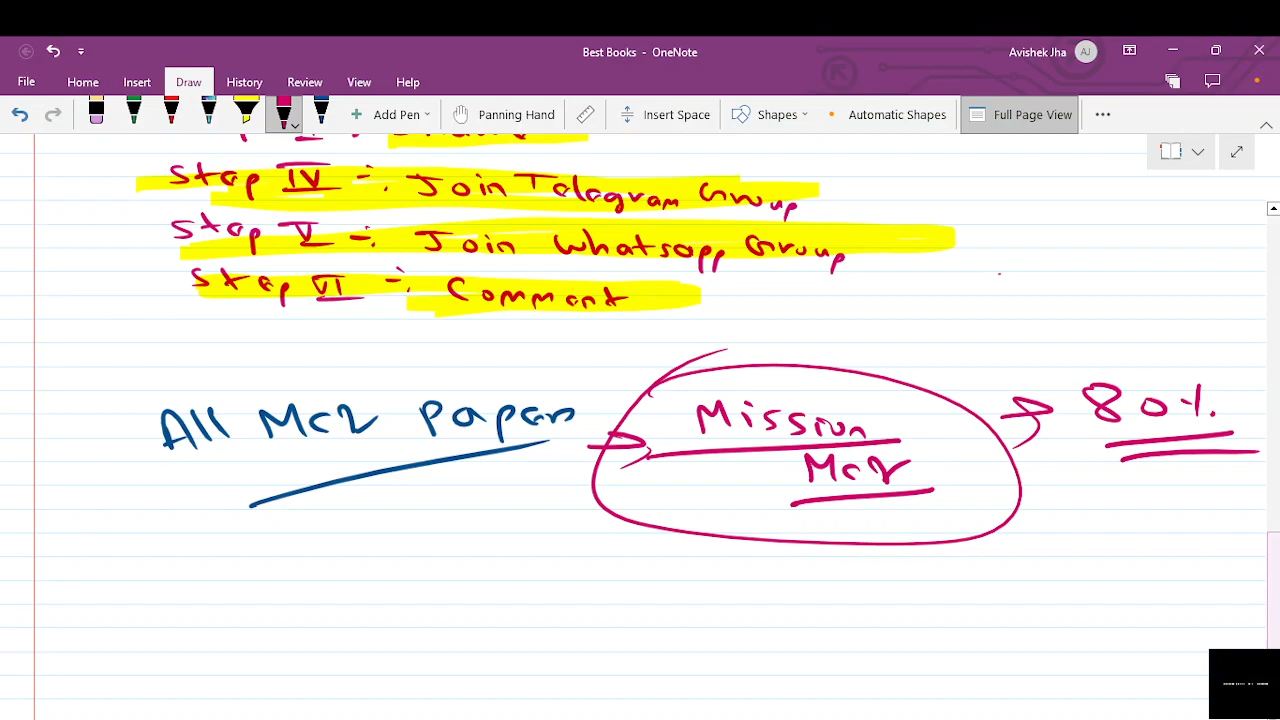 Best Books - OneNote
Avishek Jha AJ
File Home Insert Draw History Review View Help
Add Pen Panning Hand Insert Space Shapes Automatic Shapes Full Page View
Step IV ÷ Join Telegram Group
Step V ÷ Join Whatsapp Group
Step VI ÷ Comment
All Mcq Papers → Mission → 80%
Mcq